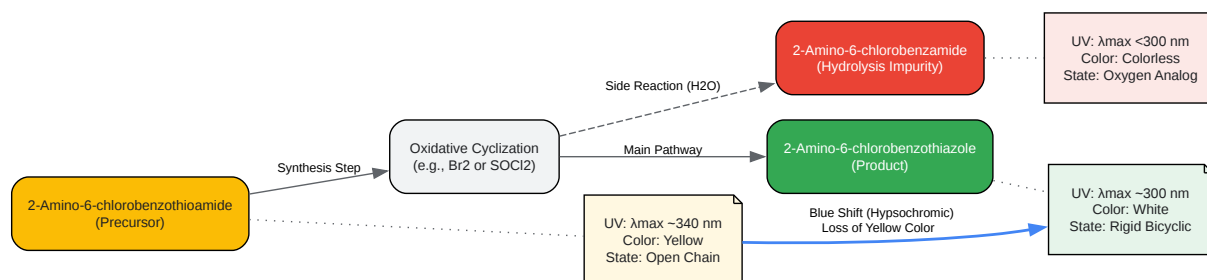 2-Amino-6-chlorobenzothioamide
(Precursor)
Synthesis Step
Oxidative Cyclization
(e.g., Br2 or SOCl2)
Side Reaction (H2O)
Main Pathway
2-Amino-6-chlorobenzamide
(Hydrolysis Impurity)
2-Amino-6-chlorobenzothiazole
(Product)
UV: λmax <300 nm
Color: Colorless
State: Oxygen Analog
UV: λmax ~340 nm
Color: Yellow
State: Open Chain
Blue Shift (Hypsochromic)
Loss of Yellow Color
UV: λmax ~300 nm
Color: White
State: Rigid Bicyclic